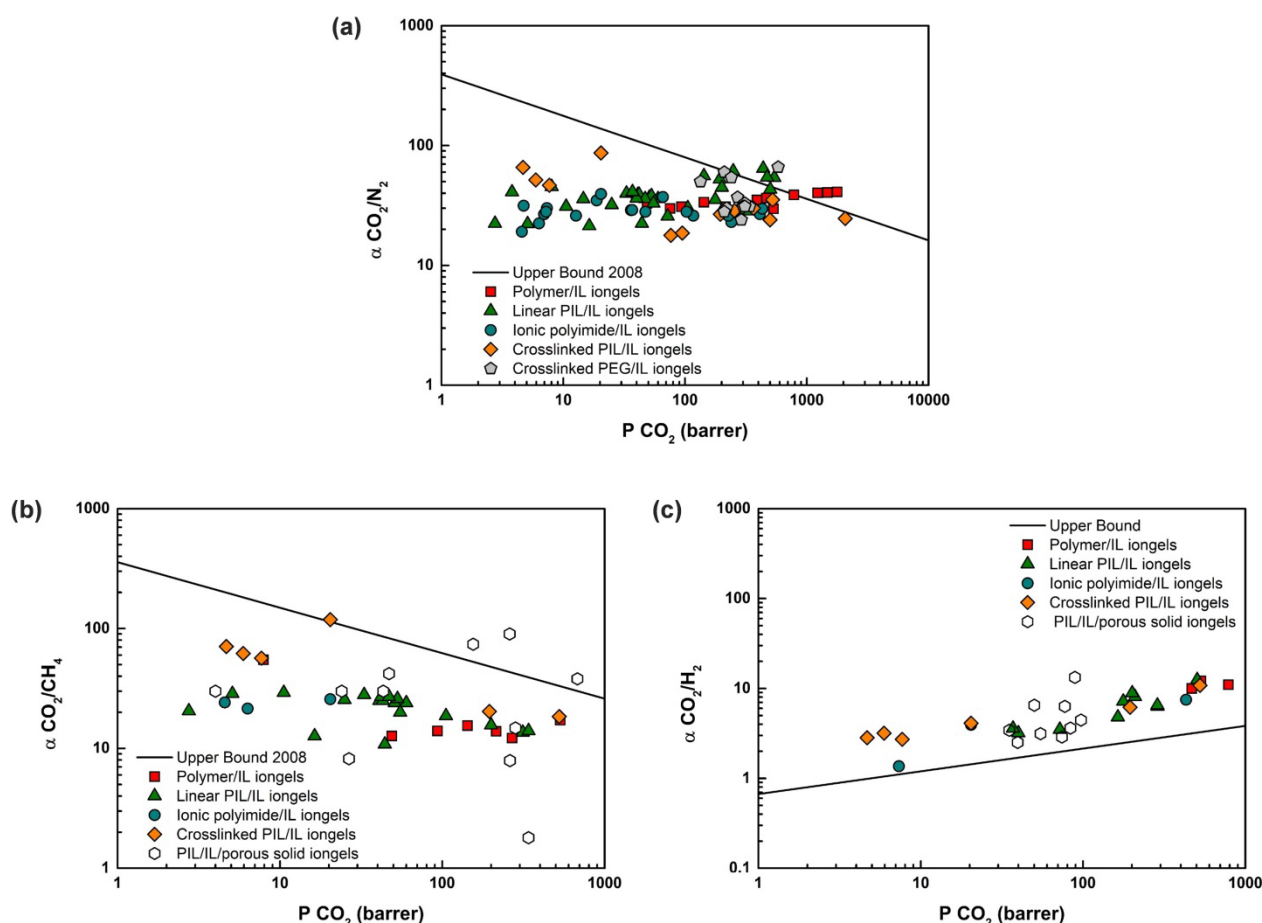 (a)
1000
100
10
1
α CO₂/N₂
Upper Bound 2008
Polymer/IL iongels
Linear PIL/IL iongels
Ionic polyimide/IL iongels
Crosslinked PIL/IL iongels
Crosslinked PEG/IL iongels
1 10 100 1000 10000
P CO₂ (barrer)
(b)
1000
100
10
1
α CO₂/CH₄
Upper Bound 2008
Polymer/IL iongels
Linear PIL/IL iongels
Ionic polyimide/IL iongels
Crosslinked PIL/IL iongels
PIL/IL/porous solid iongels
1 10 100 1000
P CO₂ (barrer)
(c)
1000
100
10
1
0.1
α CO₂/H₂
Upper Bound
Polymer/IL iongels
Linear PIL/IL iongels
Ionic polyimide/IL iongels
Crosslinked PIL/IL iongels
PIL/IL/porous solid iongels
1 10 100 1000
P CO₂ (barrer)